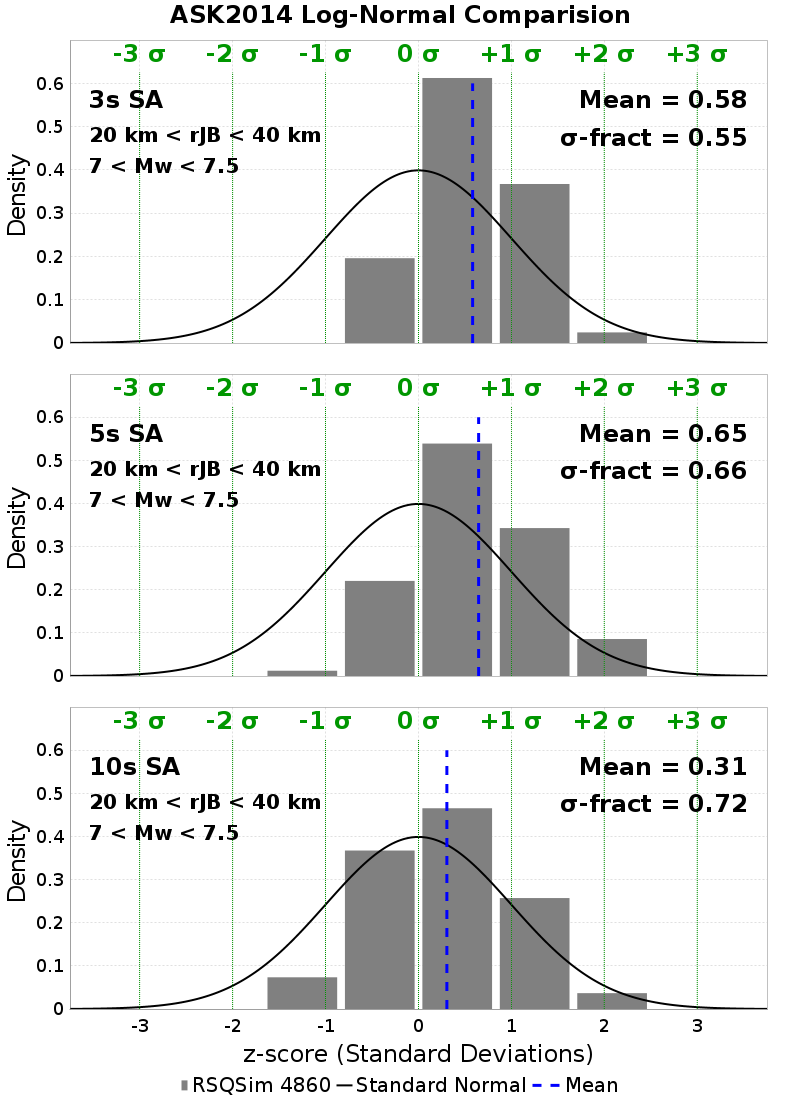 ASK2014 Log-Normal Comparision
-3 σ -2 σ -1 σ 0 σ +1 σ +2 σ +3 σ
3s SA
Mean = 0.58
20 km < rJB < 40 km
σ-fract = 0.55
7 < Mw < 7.5
Density
0.6
0.5
0.4
0.3
0.2
0.1
0
-3 σ -2 σ -1 σ 0 σ +1 σ +2 σ +3 σ
5s SA
Mean = 0.65
20 km < rJB < 40 km
σ-fract = 0.66
7 < Mw < 7.5
Density
0.6
0.5
0.4
0.3
0.2
0.1
0
-3 σ -2 σ -1 σ 0 σ +1 σ +2 σ +3 σ
10s SA
Mean = 0.31
20 km < rJB < 40 km
σ-fract = 0.72
7 < Mw < 7.5
Density
0.6
0.5
0.4
0.3
0.2
0.1
0
-3 -2 -1 0 1 2 3
z-score (Standard Deviations)
RSQSim 4860 Standard Normal Mean